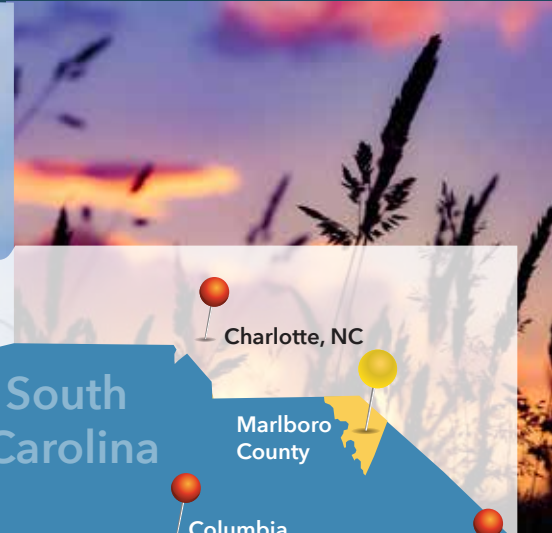 Charlotte, NC
South
Carolina
Marlboro
County
Columbia